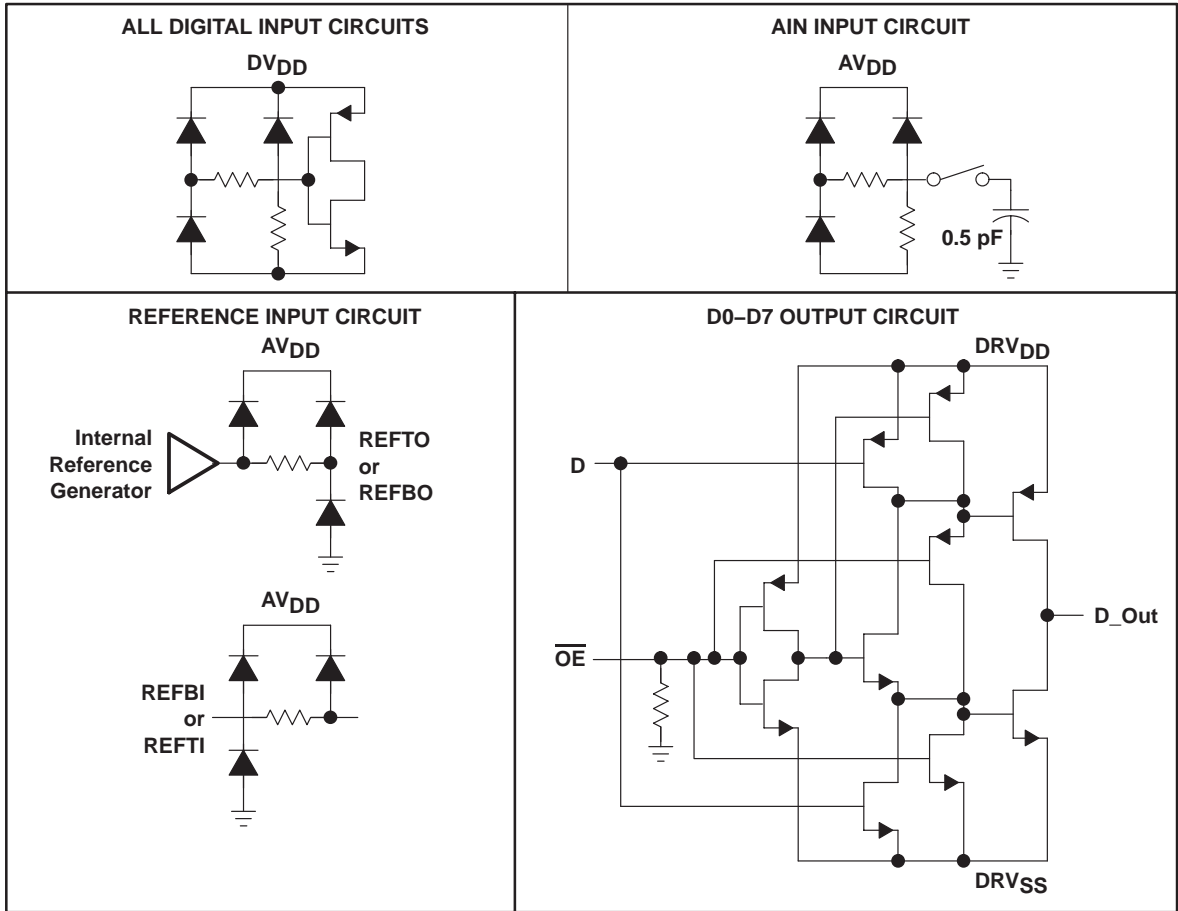 ALL DIGITAL INPUT CIRCUITS
DVDD
AIN INPUT CIRCUIT
AVDD
0.5 pF
REFERENCE INPUT CIRCUIT
AVDD
Internal
Reference
Generator
REFTO
or
REFBO
AVDD
REFBI
or
REFTI
D0–D7 OUTPUT CIRCUIT
DRVDD
D
D_Out
OE
DRVSS